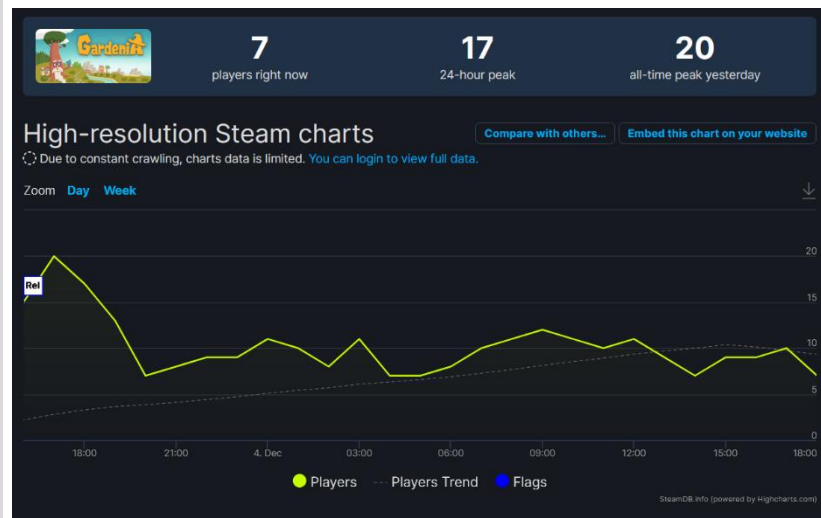 GardeniA
7 17 20
players right now 24-hour peak all-time peak yesterday
High-resolution Steam charts
Compare with others... Embed this chart on your website
Due to constant crawling, charts data is limited. You can login to view full data.
Zoom Day Week
20
Rel
15
10
5
0
18:00 21:00 4. Dec 03:00 06:00 09:00 12:00 15:00 18:00
Players Players Trend Flags
SteamDB.info (powered by Highcharts.com)